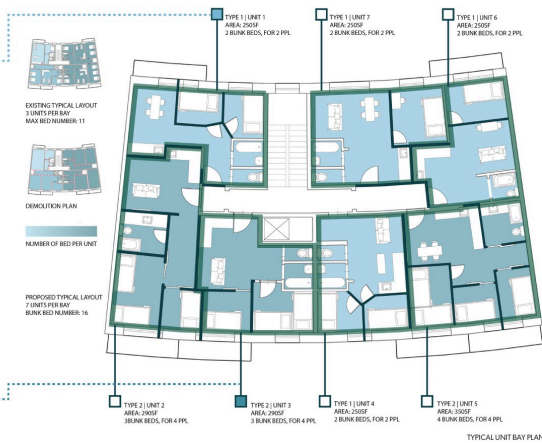 TYPE 1 | UNIT 1
AREA: 250SF
2 BUNK BEDS, FOR 2 PPL
TYPE 1 | UNIT 7
AREA: 250SF
2 BUNK BEDS, FOR 2 PPL
TYPE 1 | UNIT 6
AREA: 250SF
2 BUNK BEDS, FOR 2 PPL
EXISTING TYPICAL LAYOUT
3 UNITS PER BAY
MAX BED NUMBER: 11
DEMOLITION PLAN
NUMBER OF BED PER UNIT
PROPOSED TYPICAL LAYOUT
7 UNITS PER BAY
BUNK BED NUMBER: 16
TYPE 2 | UNIT 2
AREA: 290SF
3BUNK BEDS, FOR 4 PPL
TYPE 2 | UNIT 3
AREA: 290SF
3 BUNK BEDS, FOR 4 PPL
TYPE 1 | UNIT 4
AREA: 250SF
2 BUNK BEDS, FOR 2 PPL
TYPE 2 | UNIT 5
AREA: 350SF
4 BUNK BEDS, FOR 4 PPL
TYPICAL UNIT BAY PLAN